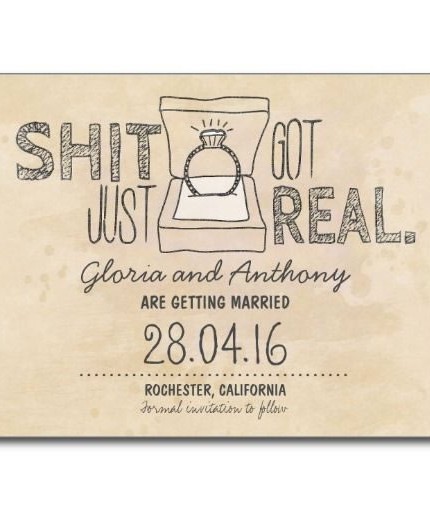 SHIT GOT
JUST REAL.
Gloria and Anthony
ARE GETTING MARRIED
28.04.16
ROCHESTER, CALIFORNIA
Formal invitation to follow